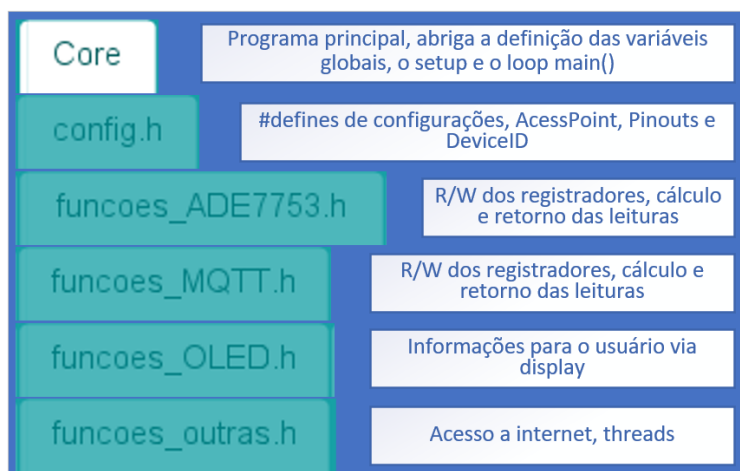 Core
Programa principal, abriga a definição das variáveis
globais, o setup e o loop main()
config.h
#defines de configurações, AcessPoint, Pinouts e
DeviceID
funcoes_ADE7753.h
R/W dos registradores, cálculo
e retorno das leituras
funcoes_MQTT.h
R/W dos registradores, cálculo e
retorno das leituras
funcoes_OLED.h
Informações para o usuário via
display
funcoes_outras.h
Acesso a internet, threads